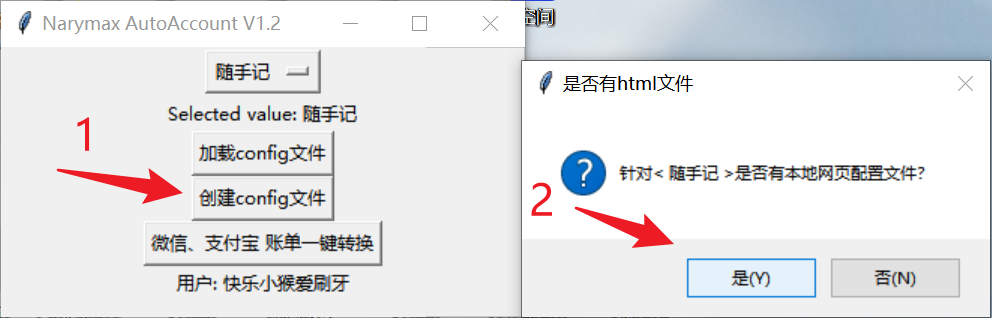 Narymax AutoAccount V1.2
随手记
Selected value: 随手记
1
加载config文件
创建config文件
微信、支付宝 账单一键转换
用户: 快乐小猴爱刷牙
空间
是否有html文件
?
针对< 随手记 >是否有本地网页配置文件?
2
是(Y)
否(N)